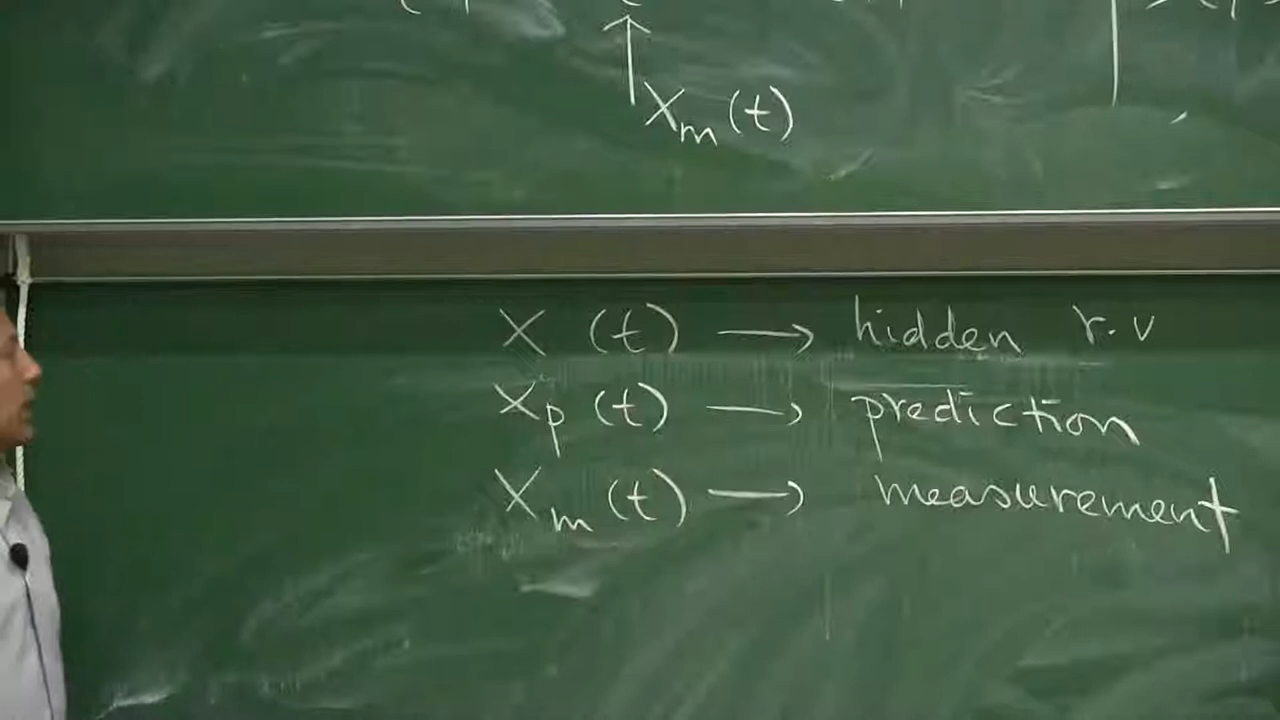 Xm(t)
X (t) → hidden r.v
Xp(t) → prediction
Xm(t) → measurement